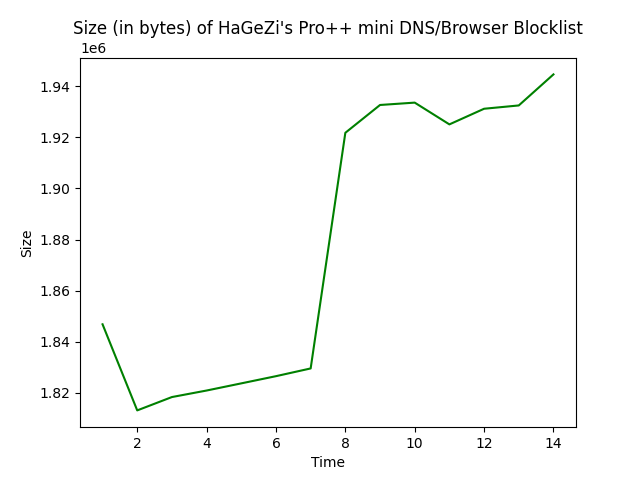 Size (in bytes) of HaGeZi's Pro++ mini DNS/Browser Blocklist
1e6
1.94
1.92
1.90
1.88
1.86
1.84
1.82
Size
2 4 6 8 10 12 14
Time